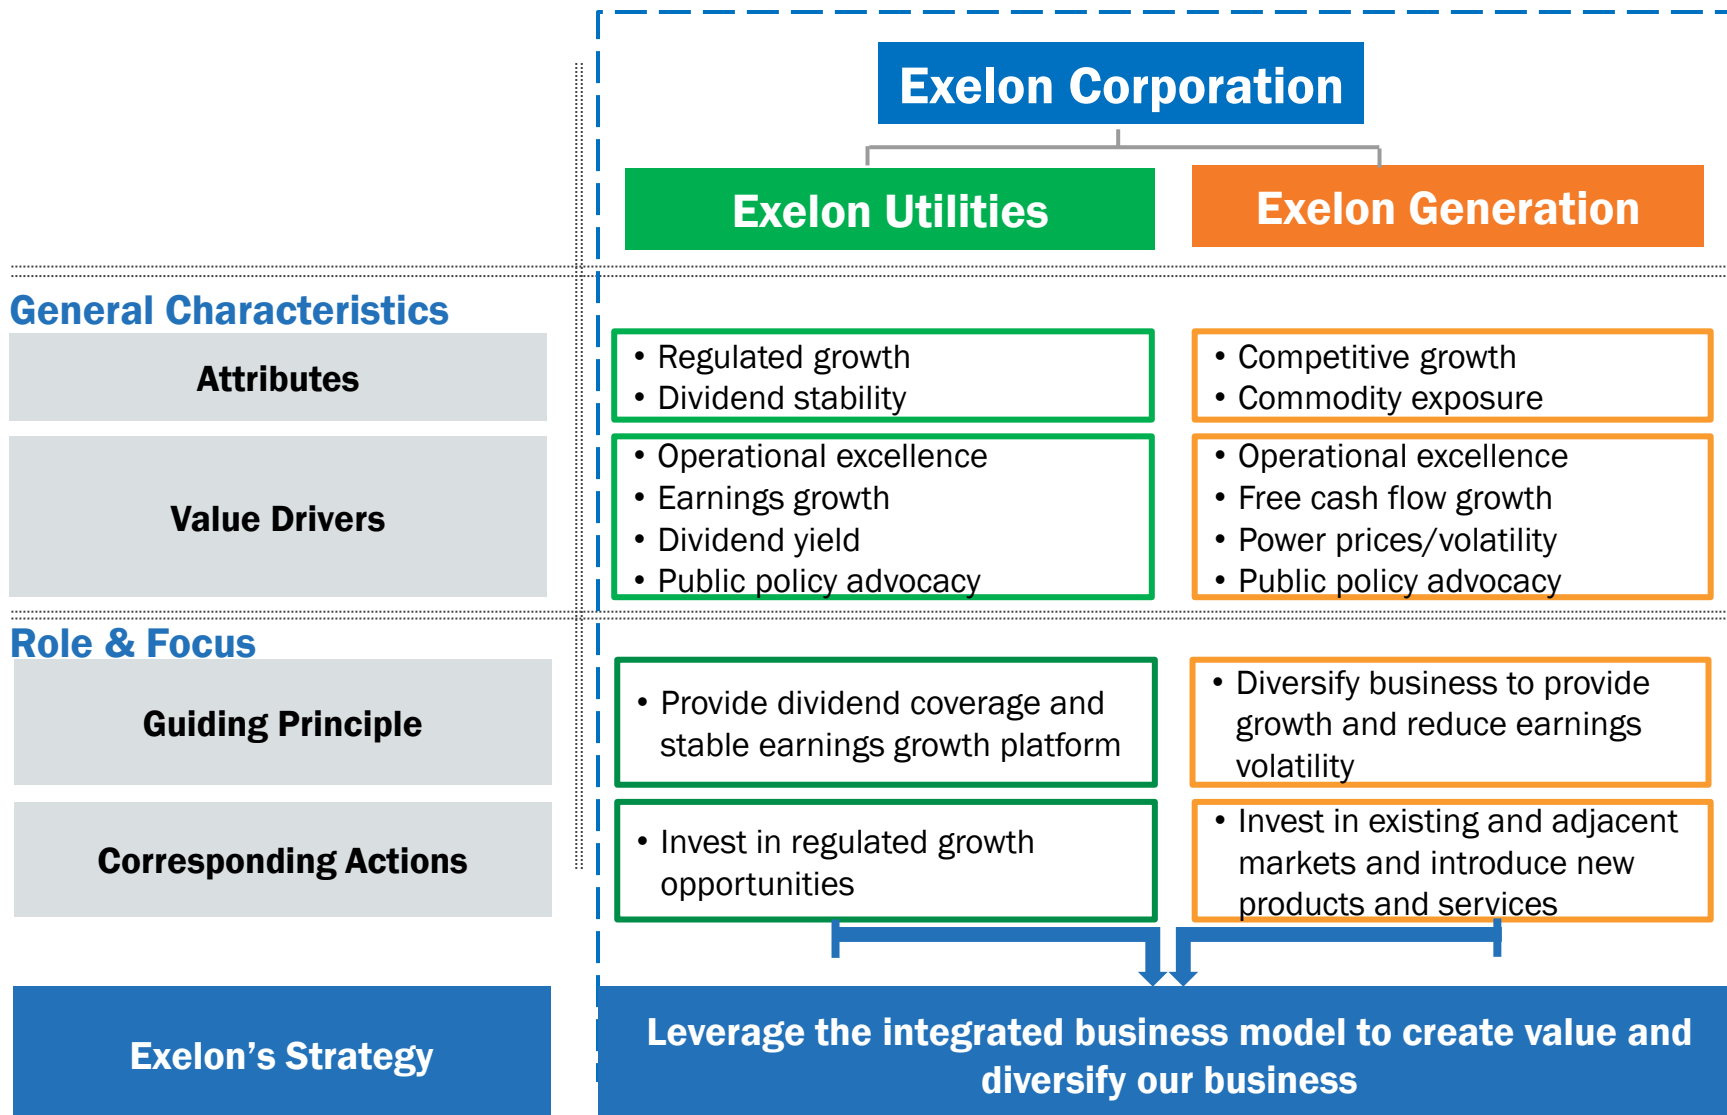 Exelon Corporation
Exelon Utilities
Exelon Generation
General Characteristics
Attributes
• Regulated growth
• Dividend stability
• Competitive growth
• Commodity exposure
Value Drivers
• Operational excellence
• Earnings growth
• Dividend yield
• Public policy advocacy
• Operational excellence
• Free cash flow growth
• Power prices/volatility
• Public policy advocacy
Role & Focus
Guiding Principle
• Provide dividend coverage and
stable earnings growth platform
• Diversify business to provide
growth and reduce earnings
volatility
Corresponding Actions
• Invest in regulated growth
opportunities
• Invest in existing and adjacent
markets and introduce new
products and services
Exelon’s Strategy
Leverage the integrated business model to create value and
diversify our business